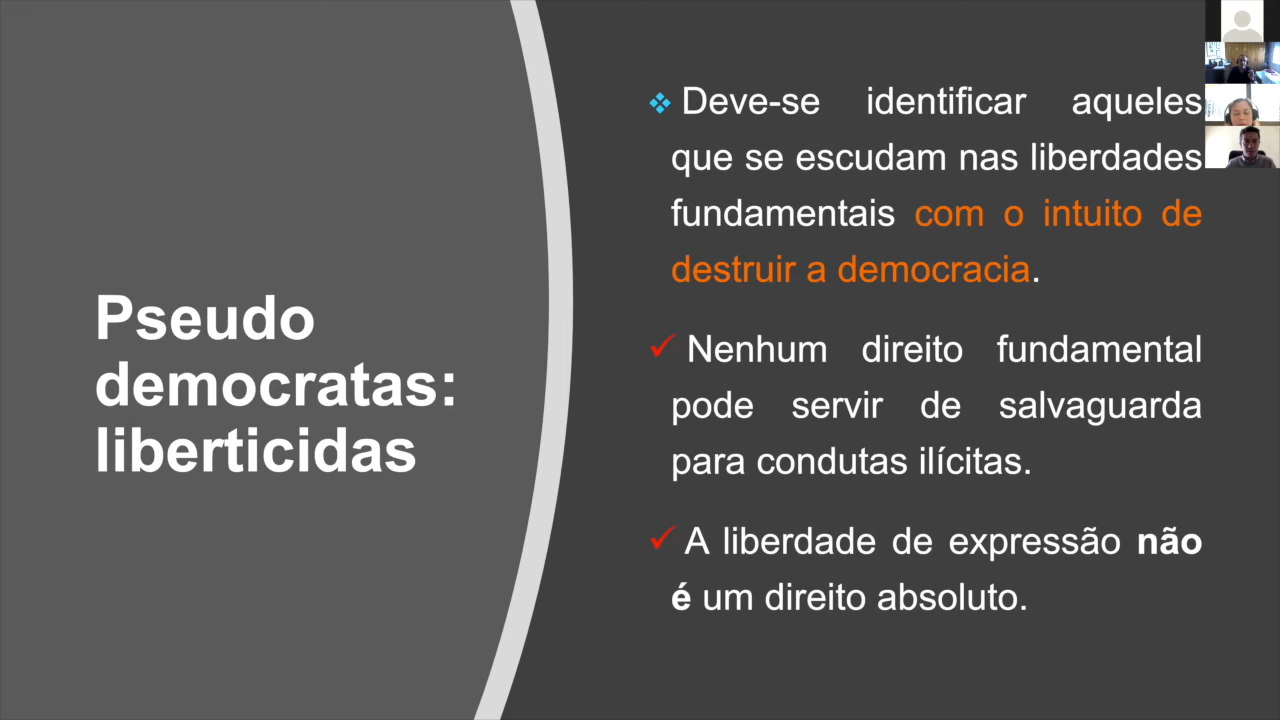 Pseudo
democratas:
liberticidas
Deve-se identificar aqueles
que se escudam nas liberdades
fundamentais com o intuito de
destruir a democracia.
Nenhum direito fundamental
pode servir de salvaguarda
para condutas ilícitas.
A liberdade de expressão não
é um direito absoluto.